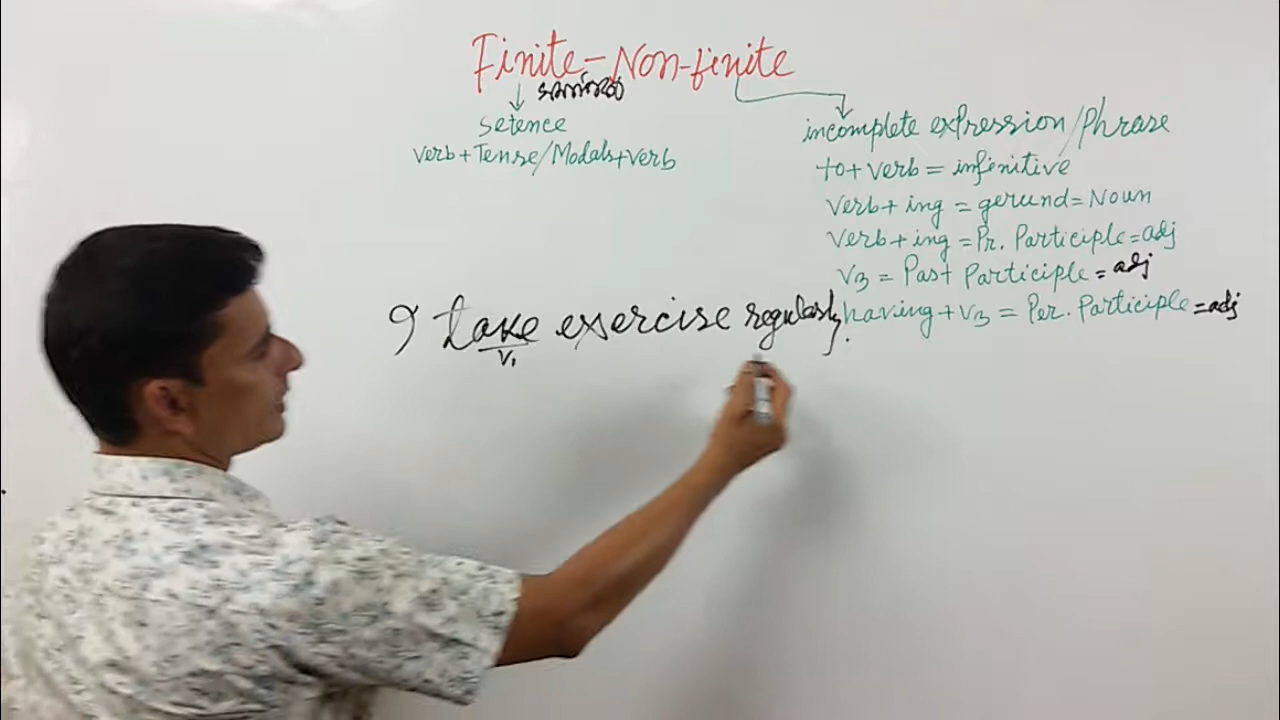 Finite-Non-finite
setence
verb+Tense/Modals+verb
incomplete expression/Phrase
to+verb = infinitive
verb+ing = gerund=Noun
verb+ing =Pr. Participle=adj
V3 = Past Participle =adj
having+V3 = Per. Participle =adj
I take exercise regularly.
V1